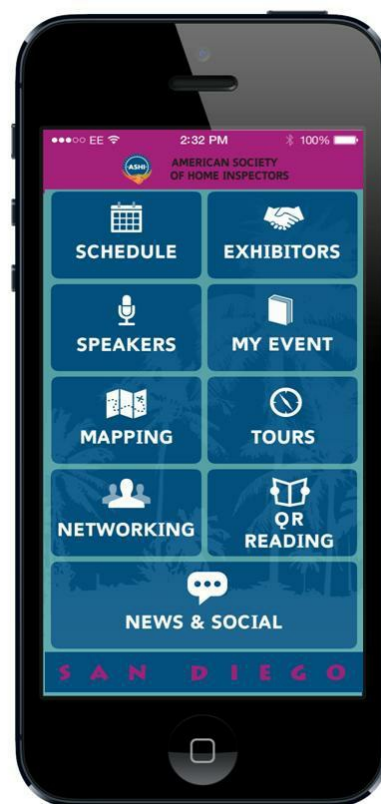 EE 2:32 PM 100%
ASHI
AMERICAN SOCIETY
OF HOME INSPECTORS
SCHEDULE
EXHIBITORS
SPEAKERS
MY EVENT
MAPPING
TOURS
NETWORKING
QR
READING
NEWS & SOCIAL
SAN DIEGO